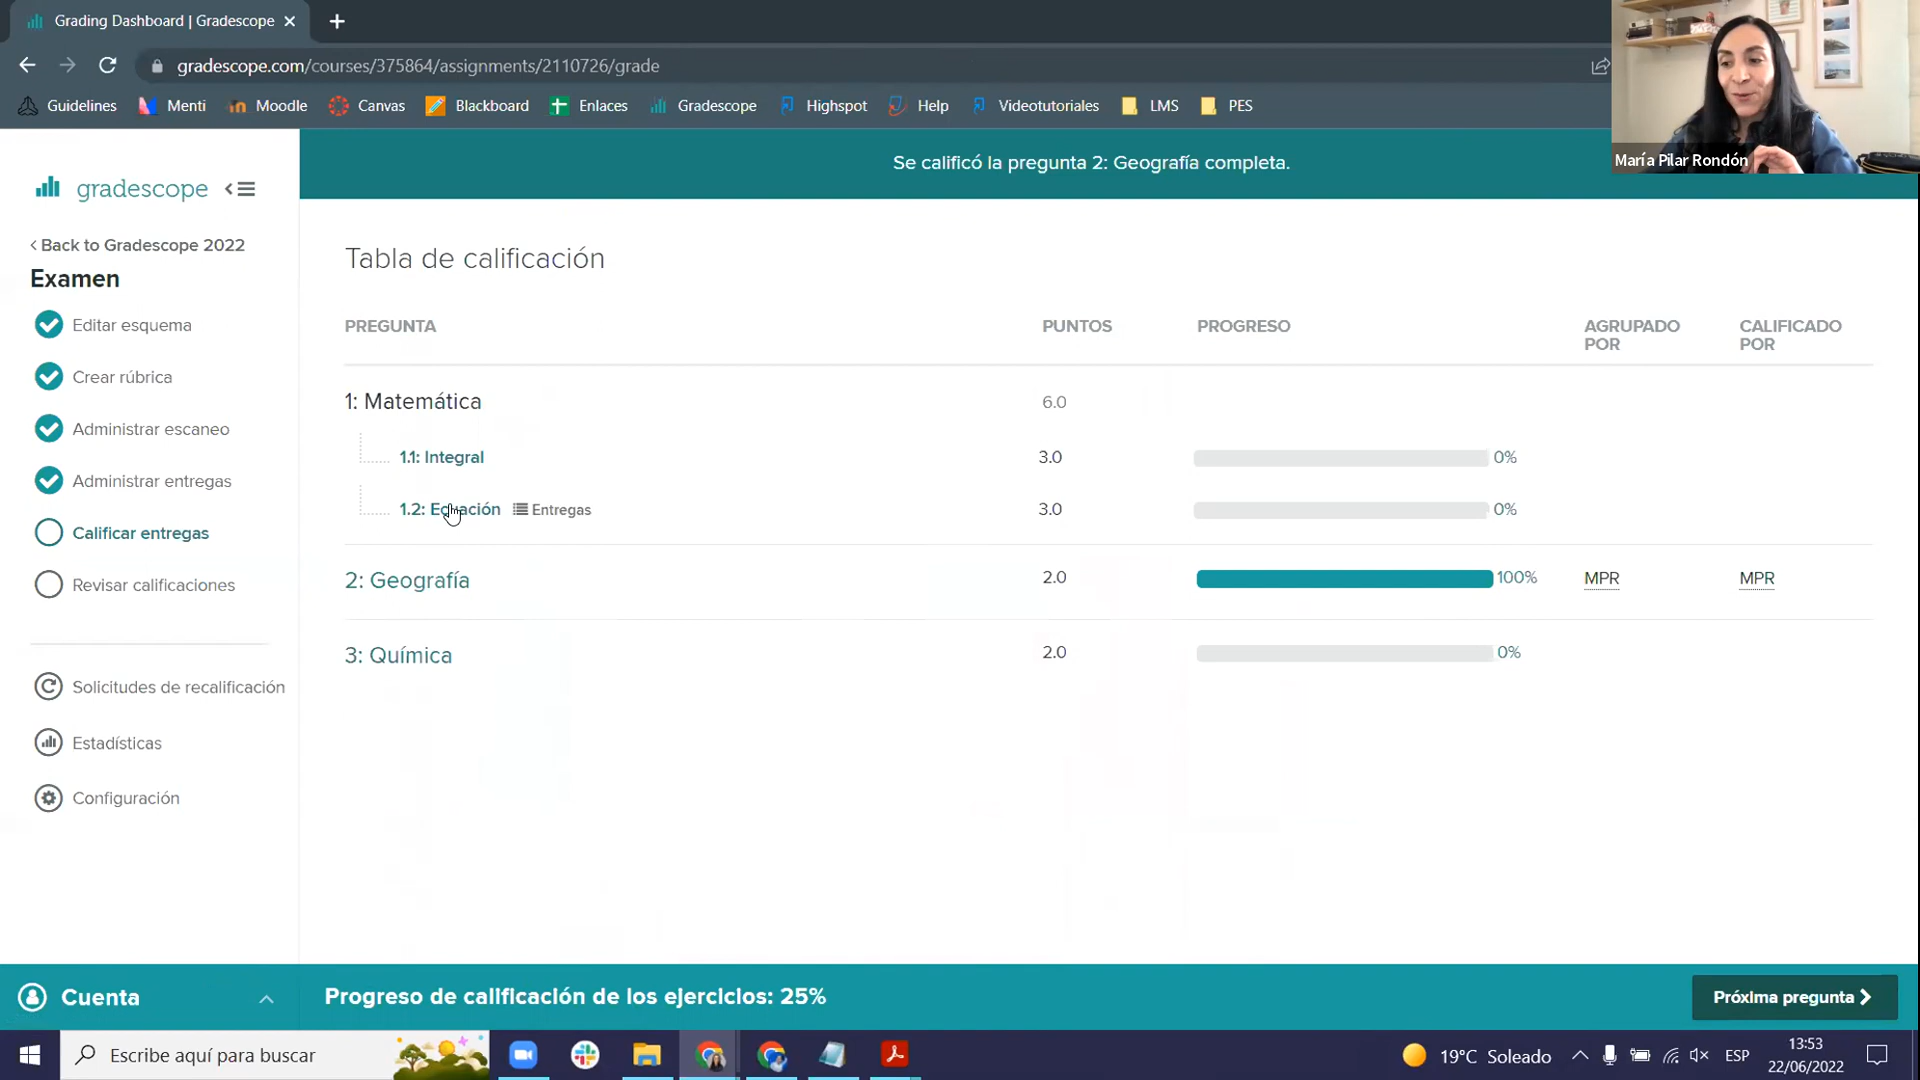 Grading Dashboard | Gradescope
gradescope.com/courses/375864/assignments/2110726/grade
Guidelines Menti Moodle Canvas Blackboard Enlaces Gradescope Highspot Help Videotutoriales LMS PES
María Pilar Rondón
gradescope
Se calificó la pregunta 2: Geografía completa.
Back to Gradescope 2022
Examen
Editar esquema
Crear rúbrica
Administrar escaneo
Administrar entregas
Calificar entregas
Revisar calificaciones
Solicitudes de recalificación
Estadísticas
Configuración
Tabla de calificación
PREGUNTA PUNTOS PROGRESO AGRUPADO POR CALIFICADO POR
1: Matemática 6.0
1.1: Integral 3.0 0%
1.2: Ecuación Entregas 3.0 0%
2: Geografía 2.0 100% MPR MPR
3: Química 2.0 0%
Cuenta
Progreso de calificación de los ejercicios: 25%
Próxima pregunta
Escribe aquí para buscar
19°C Soleado
ESP
13:53
22/06/2022